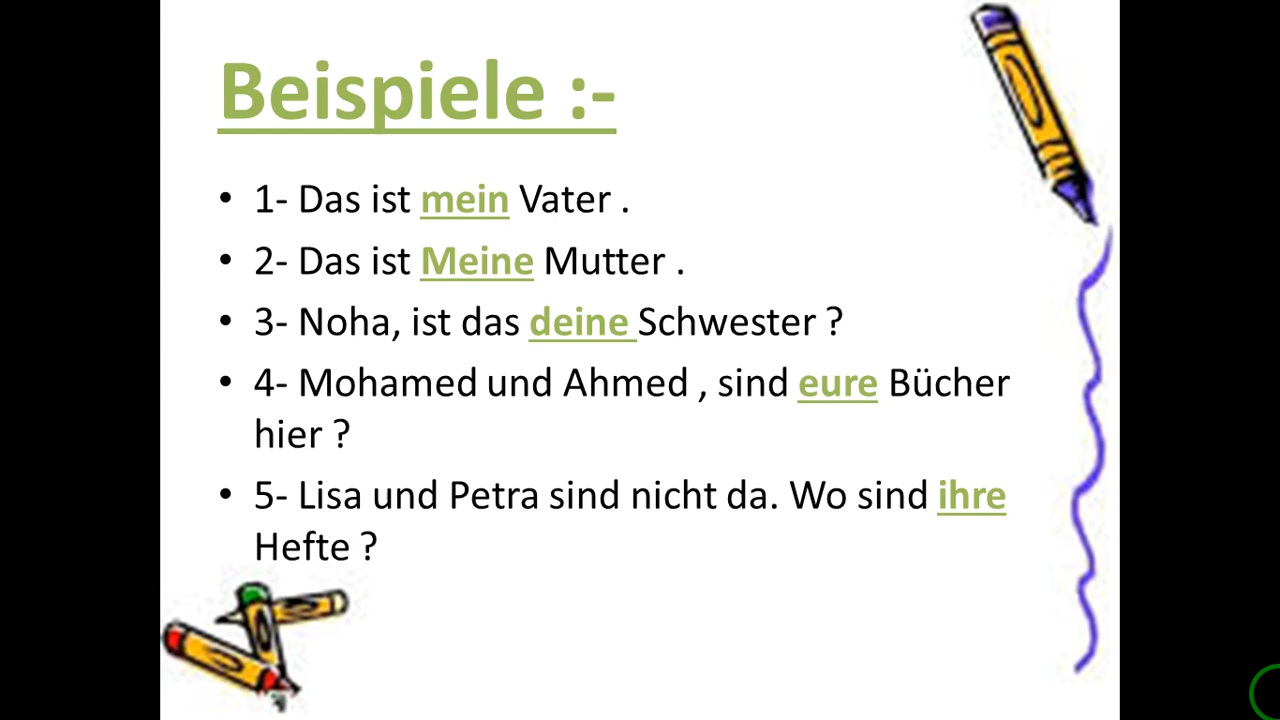 Beispiele :-
• 1- Das ist mein Vater .
• 2- Das ist Meine Mutter .
• 3- Noha, ist das deine Schwester ?
• 4- Mohamed und Ahmed , sind eure Bücher
hier ?
• 5- Lisa und Petra sind nicht da. Wo sind ihre
Hefte ?